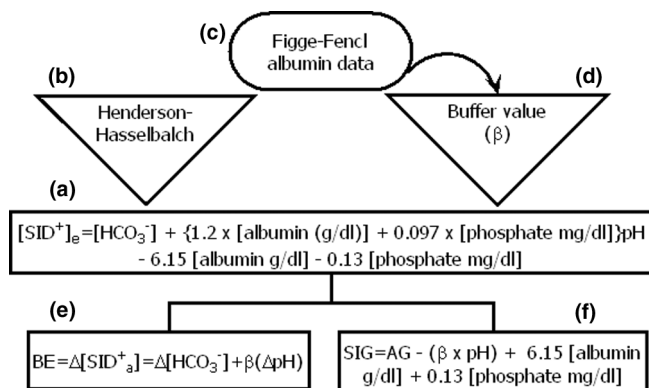 (c)
Figge-Fencl
albumin data
(b)
(d)
Henderson-
Hasselbalch
Buffer value
(β)
(a)
[SID⁺]ₑ=[HCO₃⁻] + {1.2 x [albumin (g/dl)] + 0.097 x [phosphate mg/dl]}pH
- 6.15 [albumin g/dl] - 0.13 [phosphate mg/dl]
(e)
BE=Δ[SID⁺ₐ]=Δ[HCO₃⁻]+β(ΔpH)
(f)
SIG=AG - (β x pH) + 6.15 [albumin
g/dl] + 0.13 [phosphate mg/dl]